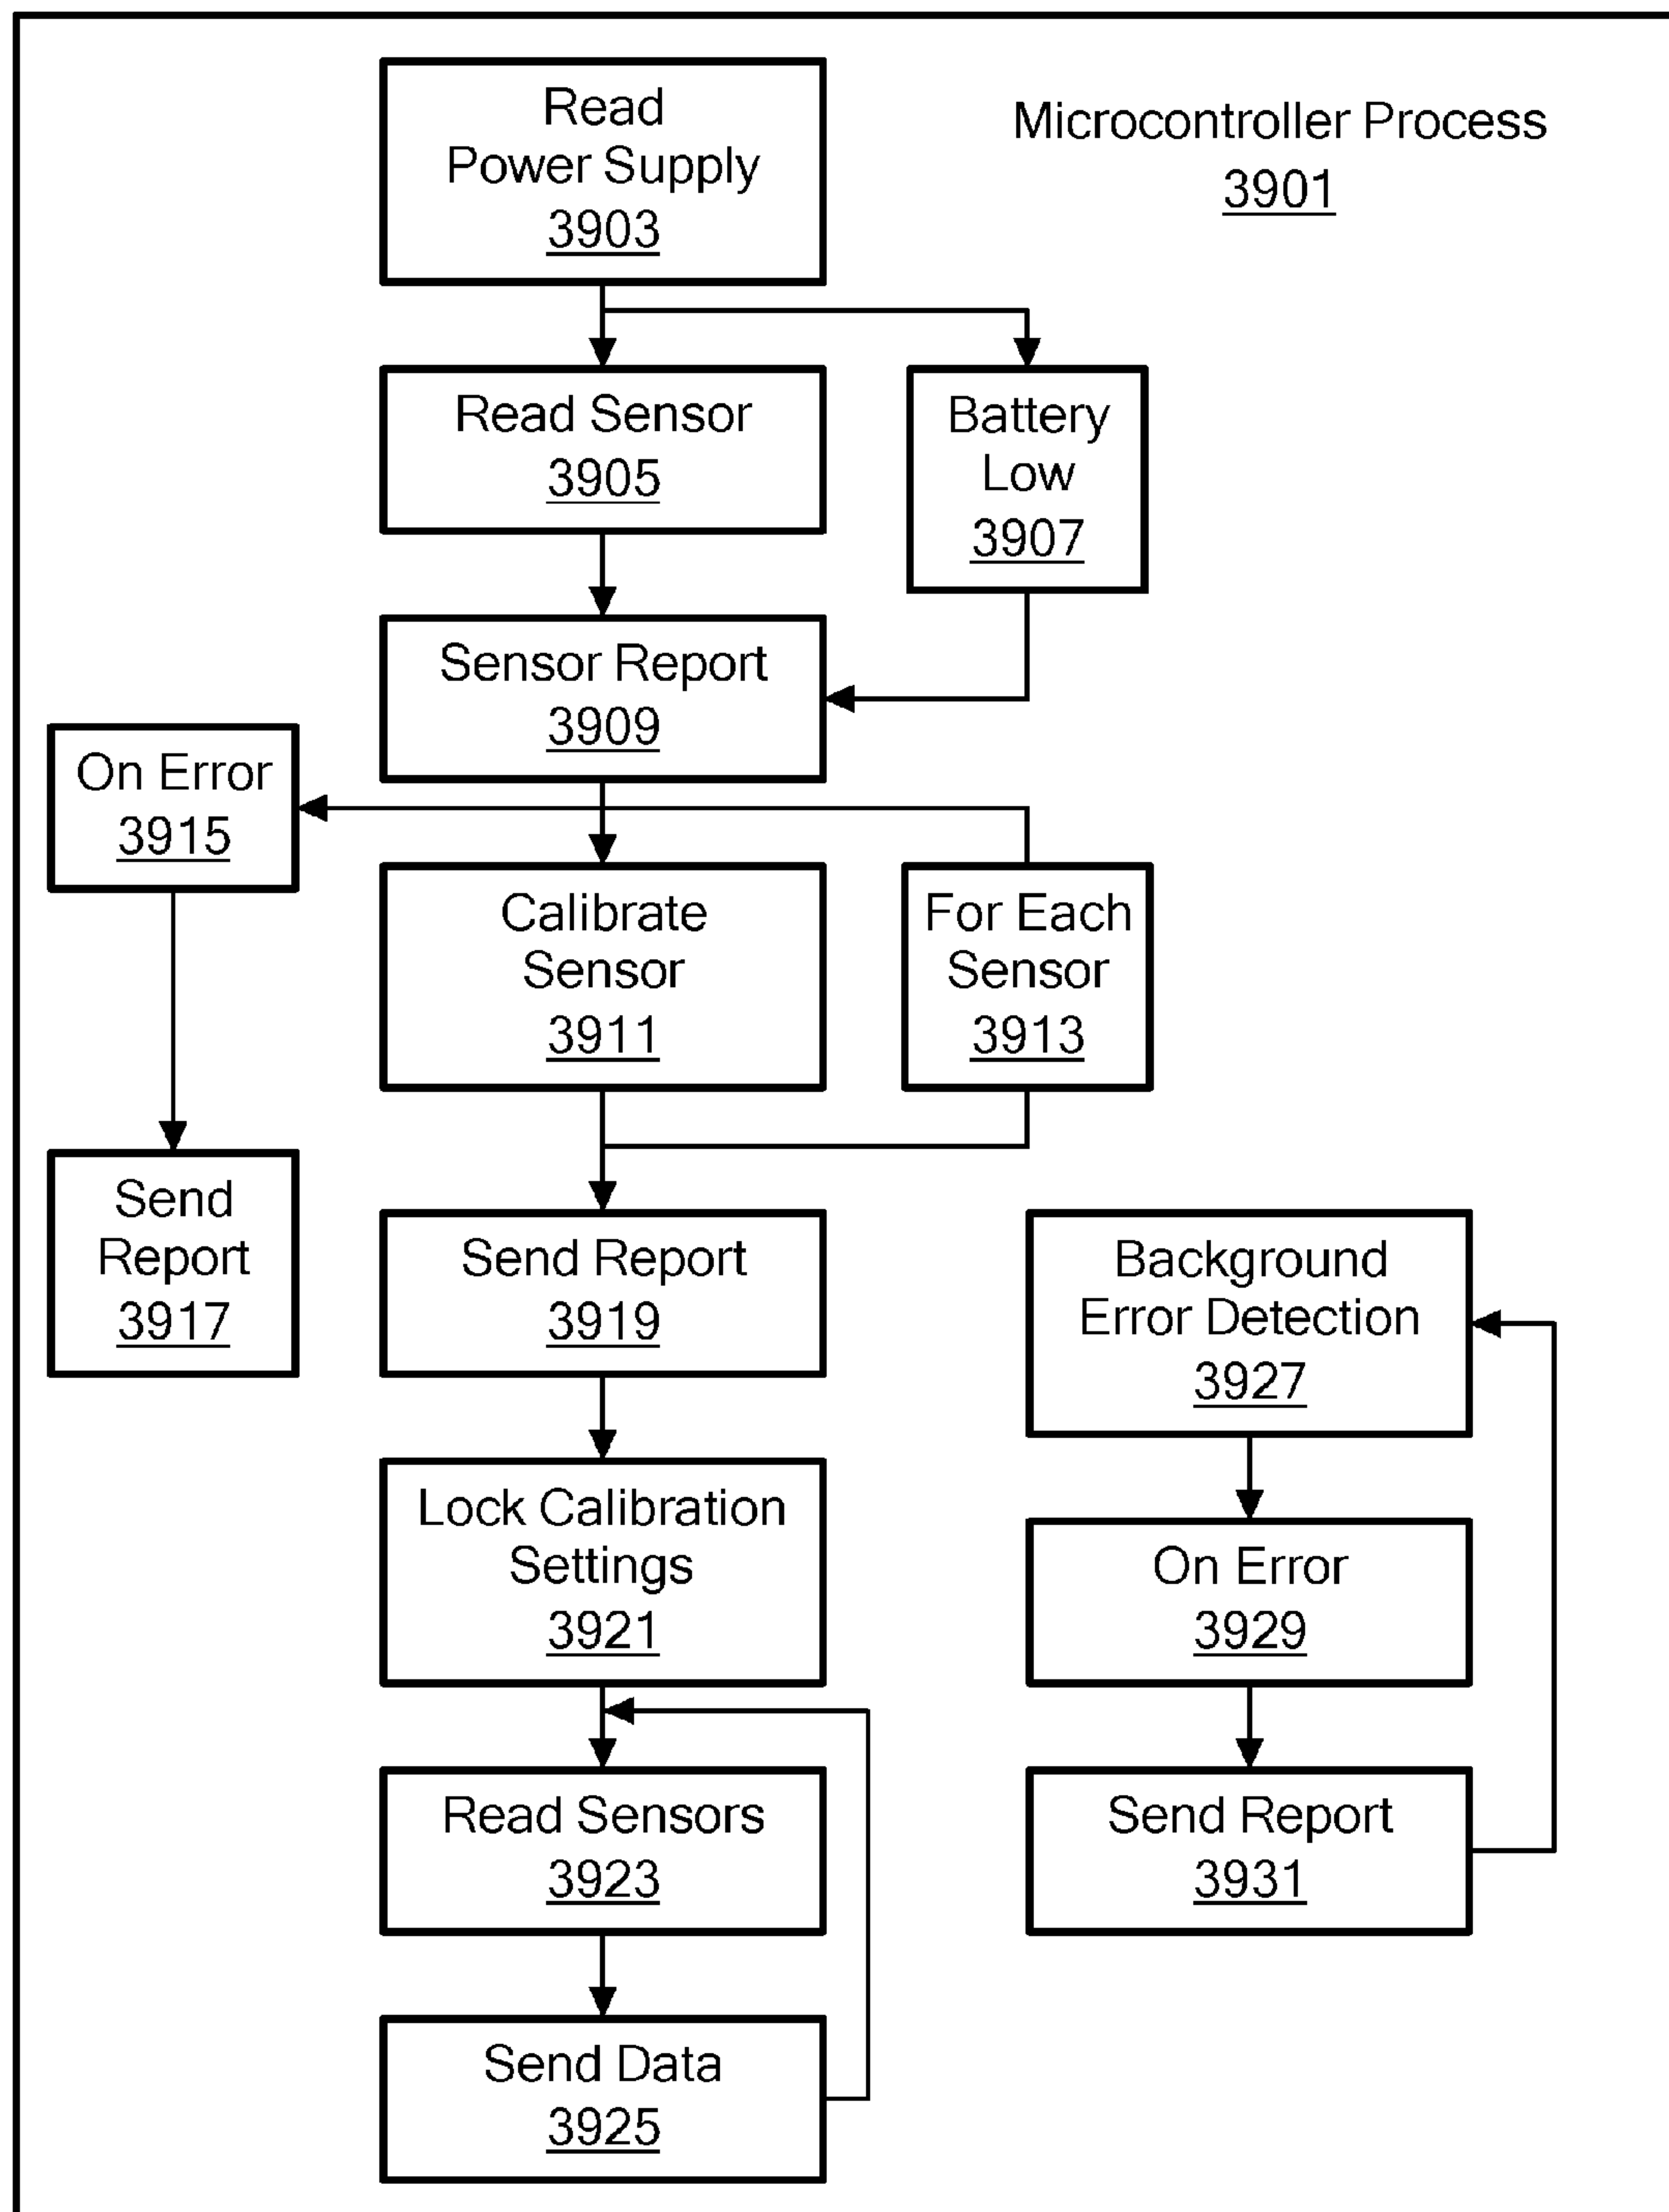 Read
Power Supply
3903
Microcontroller Process
3901
Read Sensor
3905
Battery
Low
3907
Sensor Report
3909
On Error
3915
Calibrate
Sensor
3911
For Each
Sensor
3913
Send
Report
3917
Send Report
3919
Background
Error Detection
3927
Lock Calibration
Settings
3921
On Error
3929
Read Sensors
3923
Send Report
3931
Send Data
3925